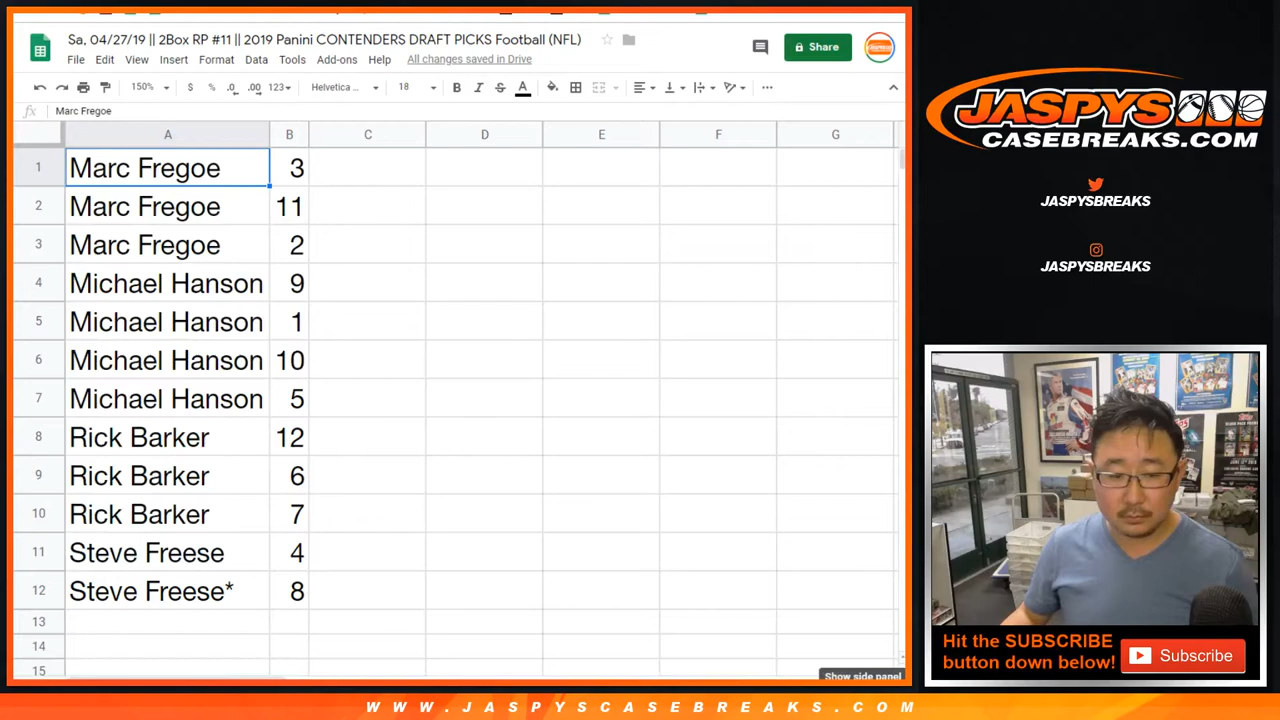 Sa, 04/27/19 || 2Box RP #11 || 2019 Panini CONTENDERS DRAFT PICKS Football (NFL)
Share
File Edit View Insert Format Data Tools Add-ons Help All changes saved in Drive
150% $ % .0 .00 123 Helvetica ... 18 B I S A
fx Marc Fregoe
A B C D E F G
1 Marc Fregoe 3
2 Marc Fregoe 11
3 Marc Fregoe 2
4 Michael Hanson 9
5 Michael Hanson 1
6 Michael Hanson 10
7 Michael Hanson 5
8 Rick Barker 12
9 Rick Barker 6
10 Rick Barker 7
11 Steve Freese 4
12 Steve Freese* 8
13
14
15
Show side panel
JASPYS
CASEBREAKS.COM
JASPYSBREAKS
JASPYSBREAKS
Hit the SUBSCRIBE
button down below!
Subscribe
WWW.JASPYSCASEBREAKS.COM